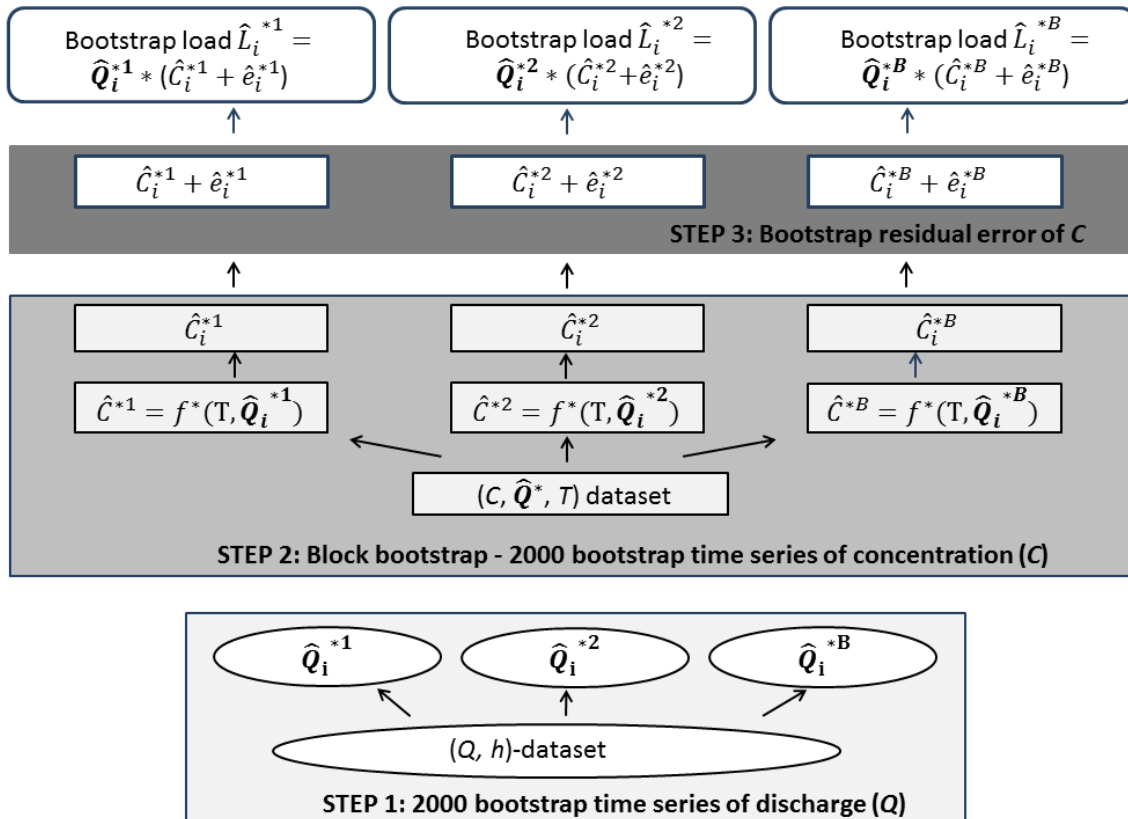 Bootstrap load L̂ᵢ*¹ =
Q̂ᵢ*¹ * (Ĉᵢ*¹ + êᵢ*¹)
Bootstrap load L̂ᵢ*² =
Q̂ᵢ*² * (Ĉᵢ*²+êᵢ*²)
Bootstrap load L̂ᵢ*ᴮ =
Q̂ᵢ*ᴮ * (Ĉᵢ*ᴮ + êᵢ*ᴮ)
Ĉᵢ*¹ + êᵢ*¹
Ĉᵢ*² + êᵢ*²
Ĉᵢ*ᴮ + êᵢ*ᴮ
STEP 3: Bootstrap residual error of C
Ĉᵢ*¹
Ĉᵢ*²
Ĉᵢ*ᴮ
Ĉ*¹ = f*(T, Q̂ᵢ*¹)
Ĉ*² = f*(T, Q̂ᵢ*²)
Ĉ*ᴮ = f*(T, Q̂ᵢ*ᴮ)
(C, Q̂*, T) dataset
STEP 2: Block bootstrap - 2000 bootstrap time series of concentration (C)
Q̂ᵢ*¹
Q̂ᵢ*²
Q̂ᵢ*ᴮ
(Q, h)-dataset
STEP 1: 2000 bootstrap time series of discharge (Q)